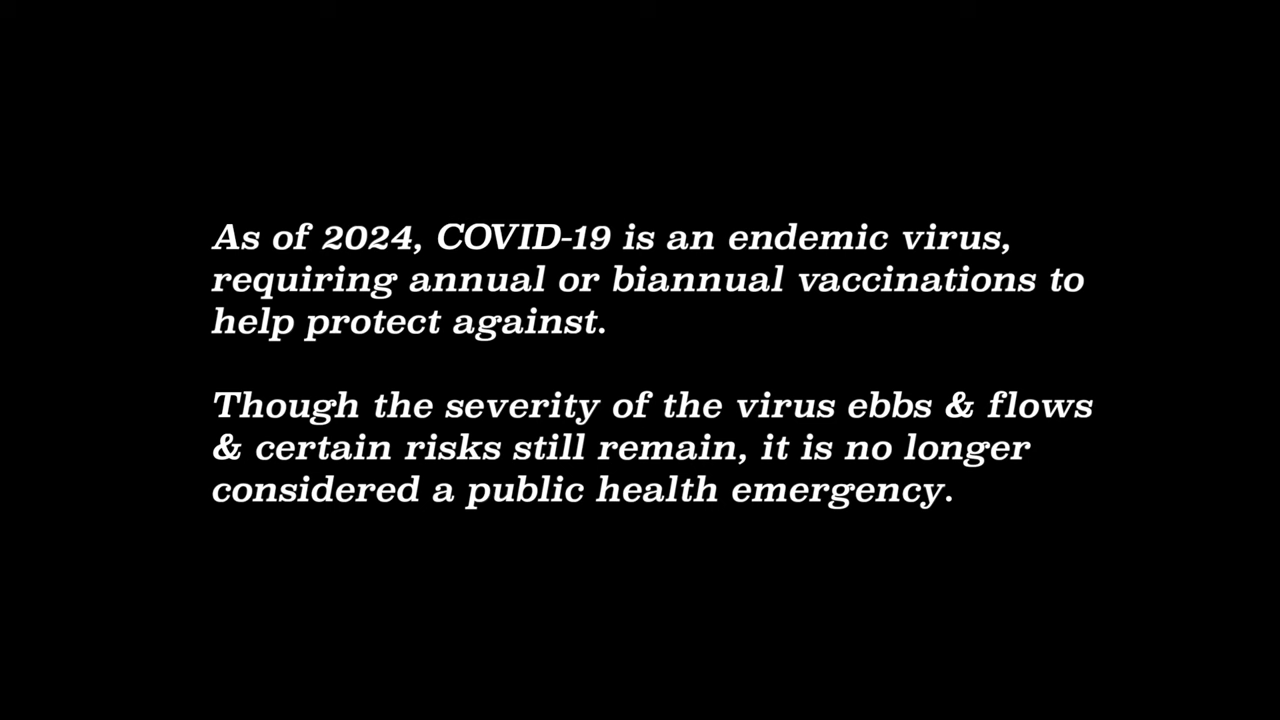 As of 2024, COVID-19 is an endemic virus,
requiring annual or biannual vaccinations to
help protect against.
Though the severity of the virus ebbs & flows
& certain risks still remain, it is no longer
considered a public health emergency.